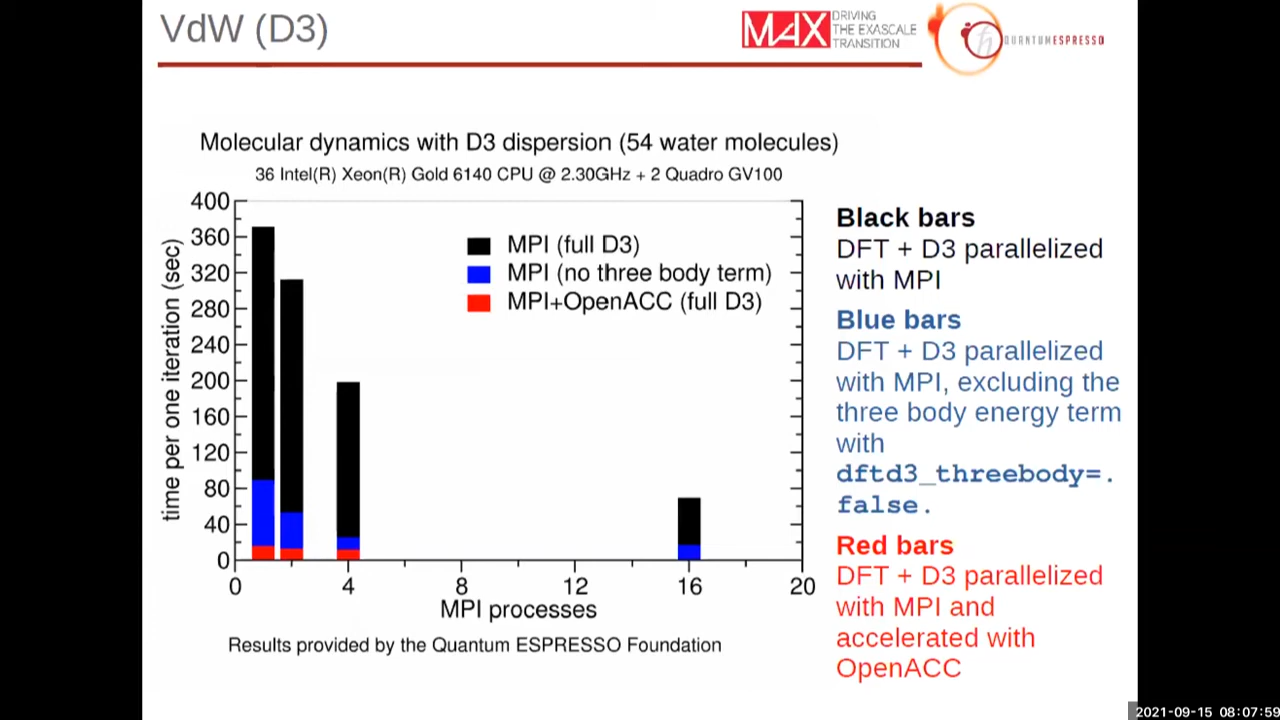 VdW (D3)
MAX DRIVING
THE EXASCALE
TRANSITION
QUANTUMESPRESSO
Molecular dynamics with D3 dispersion (54 water molecules)
36 Intel(R) Xeon(R) Gold 6140 CPU @ 2.30GHz + 2 Quadro GV100
400
360
320
280
240
200
160
120
80
40
0
time per one iteration (sec)
MPI (full D3)
MPI (no three body term)
MPI+OpenACC (full D3)
0 4 8 12 16 20
MPI processes
Results provided by the Quantum ESPRESSO Foundation
Black bars
DFT + D3 parallelized
with MPI
Blue bars
DFT + D3 parallelized
with MPI, excluding the
three body energy term
with
dftd3_threebody=.
false.
Red bars
DFT + D3 parallelized
with MPI and
accelerated with
OpenACC
2021-09-15 08:07:59